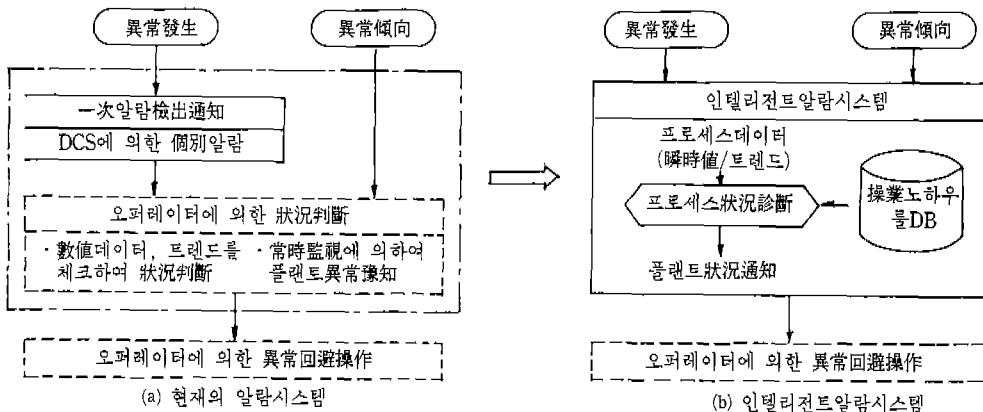 異常發生
異常傾向
一次알람檢出通知
DCS에 의한 個別알람
오퍼레이터에 의한 狀況判斷
·數値데이터, 트렌드를 체크하여 狀況判斷
·常時監視에 의하여 플랜트異常豫知
오퍼레이터에 의한 異常回避操作
(a) 현재의 알람시스템
異常發生
異常傾向
인텔리전트알람시스템
프로세스데이터
(瞬時値/트렌드)
프로세스狀況診斷
操業노하우
룰DB
플랜트狀況通知
오퍼레이터에 의한 異常回避操作
(b) 인텔리전트알람시스템